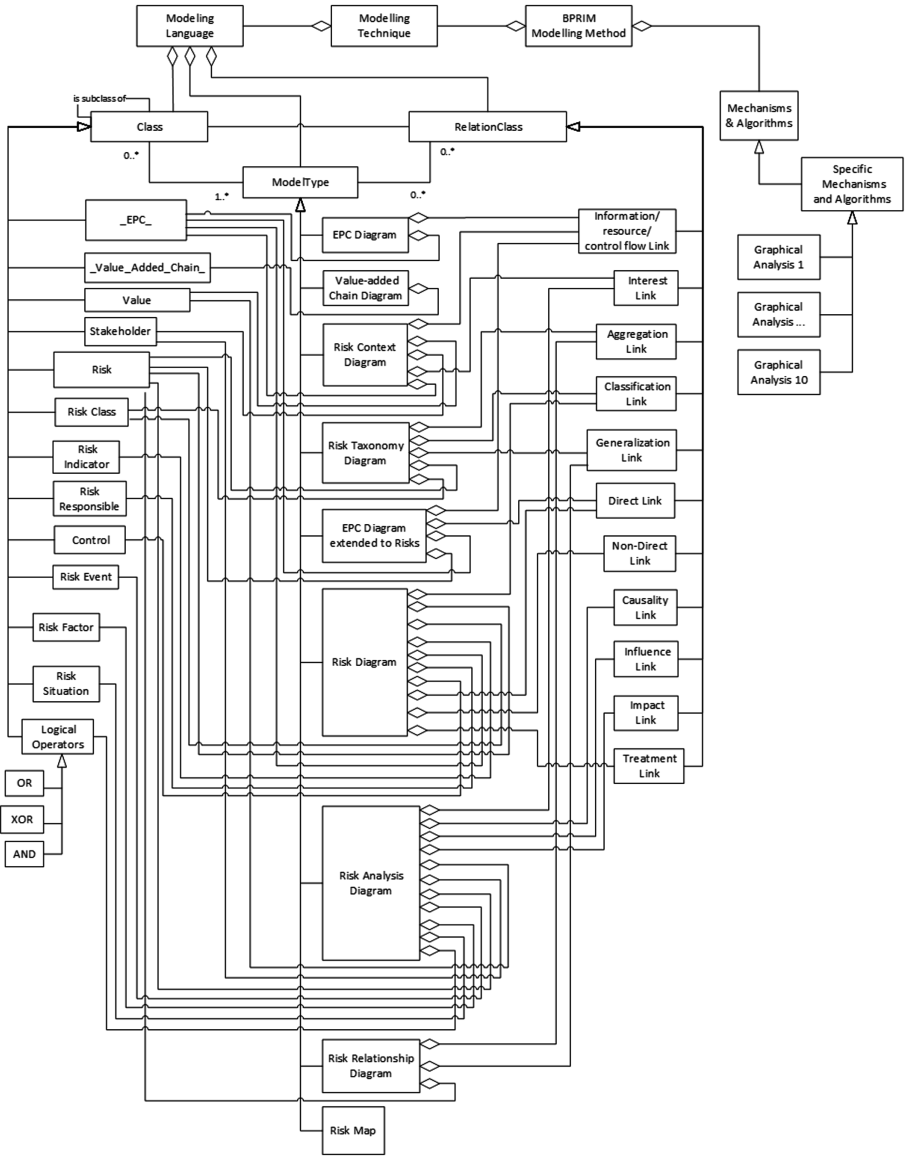 Modeling
Language
Modelling
Technique
BPRIM
Modelling Method
Mechanisms
& Algorithms
Specific
Mechanisms
and Algorithms
Graphical
Analysis 1
Graphical
Analysis ...
Graphical
Analysis 10
is subclass of
Class
RelationClass
0..*
0..*
ModelType
1..*
0..*
_EPC_
_Value_Added_Chain_
Value
Stakeholder
Risk
Risk Class
Risk
Indicator
Risk
Responsible
Control
Risk Event
Risk Factor
Risk
Situation
Logical
Operators
OR
XOR
AND
EPC Diagram
Value-added
Chain Diagram
Risk Context
Diagram
Risk Taxonomy
Diagram
EPC Diagram
extended to Risks
Risk Diagram
Risk Analysis
Diagram
Risk Relationship
Diagram
Risk Map
Information/
resource/
control flow Link
Interest
Link
Aggregation
Link
Classification
Link
Generalization
Link
Direct Link
Non-Direct
Link
Causality
Link
Influence
Link
Impact
Link
Treatment
Link